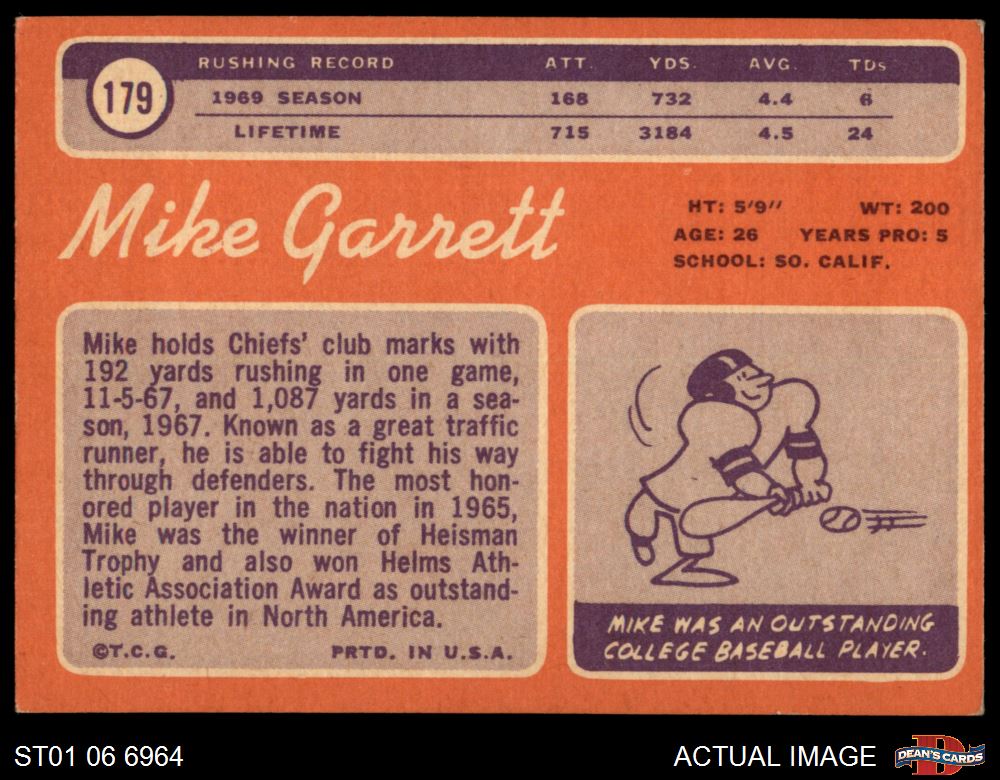 179
RUSHING RECORD ATT. YDS. AVG. TDs
1969 SEASON 168 732 4.4 6
LIFETIME 715 3184 4.5 24
Mike Garrett
HT: 5'9" WT: 200
AGE: 26 YEARS PRO: 5
SCHOOL: SO. CALIF.
Mike holds Chiefs' club marks with
192 yards rushing in one game,
11-5-67, and 1,087 yards in a sea-
son, 1967. Known as a great traffic
runner, he is able to fight his way
through defenders. The most hon-
ored player in the nation in 1965,
Mike was the winner of Heisman
Trophy and also won Helms Ath-
letic Association Award as outstand-
ing athlete in North America.
©T.C.G. PRTD. IN U.S.A.
MIKE WAS AN OUTSTANDING
COLLEGE BASEBALL PLAYER.
ST01 06 6964
ACTUAL IMAGE
D
DEAN'S CARDS